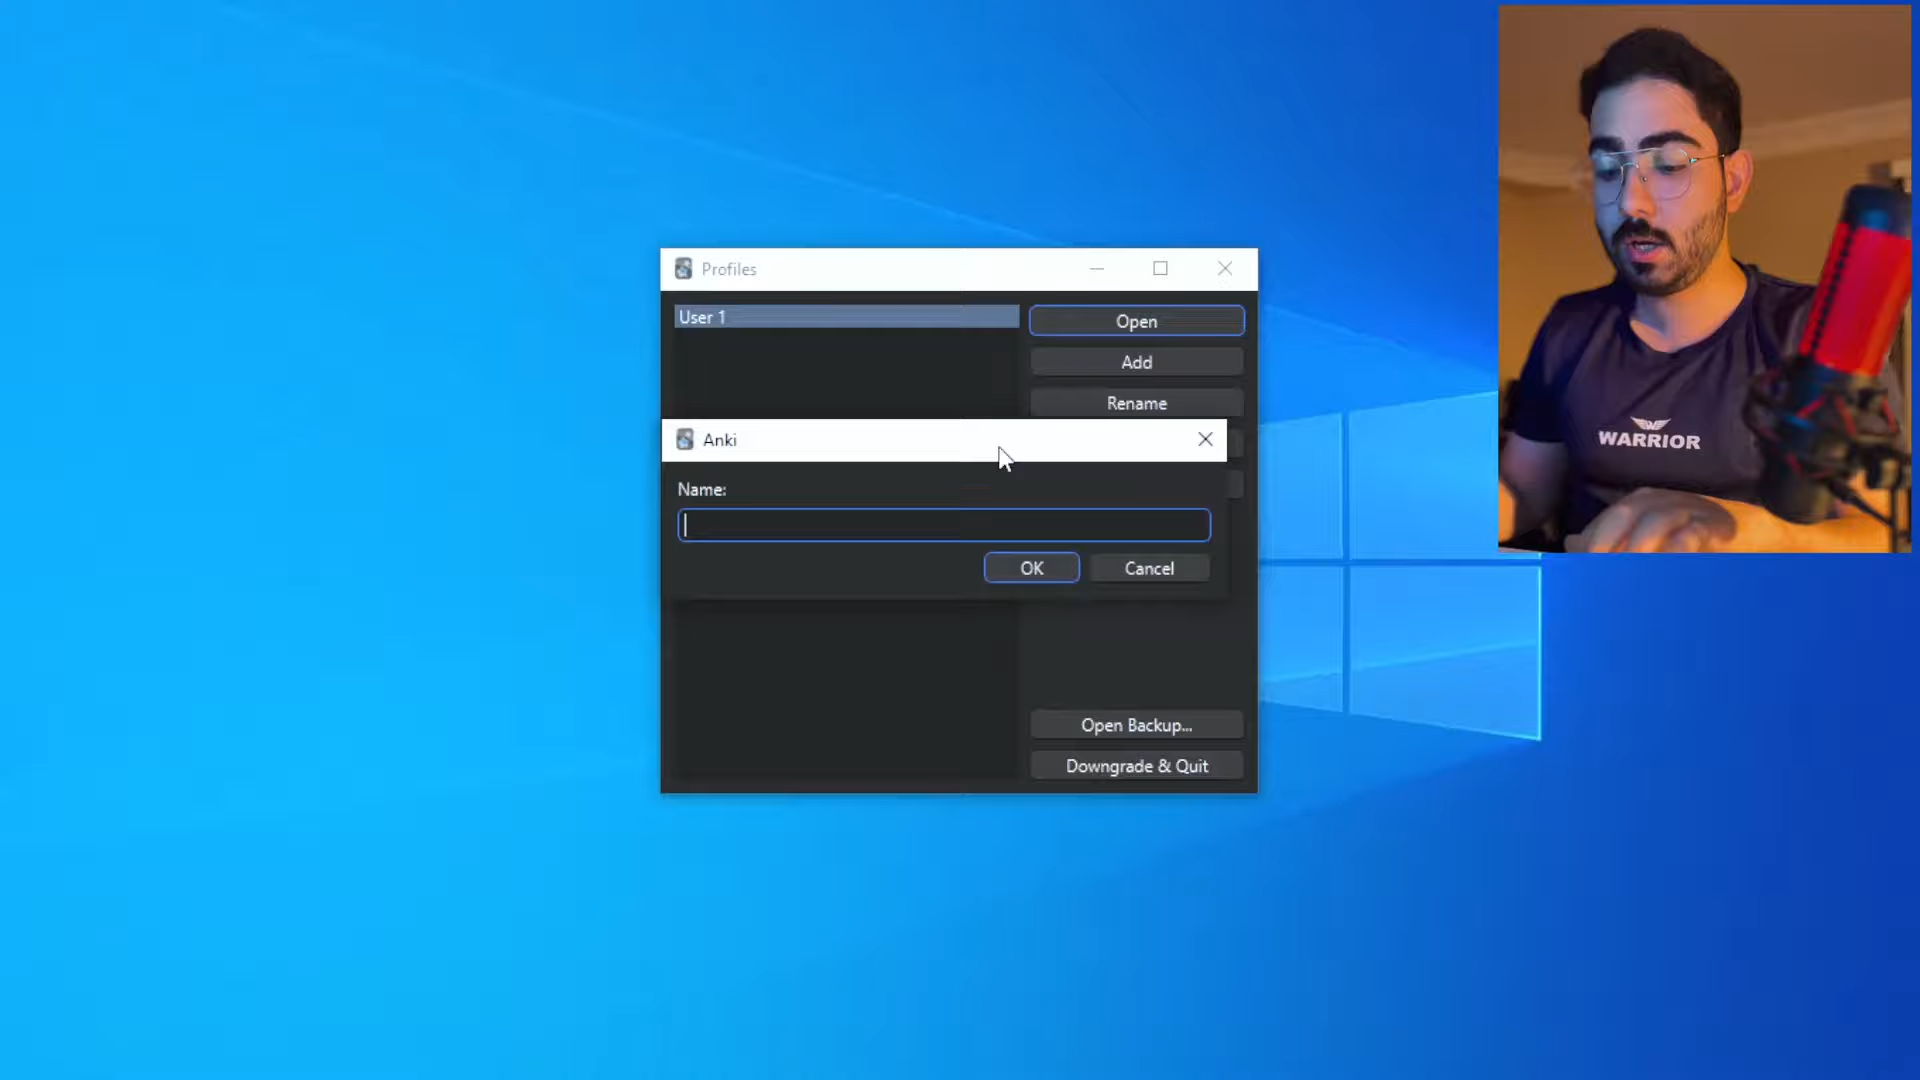 Profiles
User 1
Open
Add
Rename
Anki
Name:
OK
Cancel
Open Backup...
Downgrade & Quit
WARRIOR